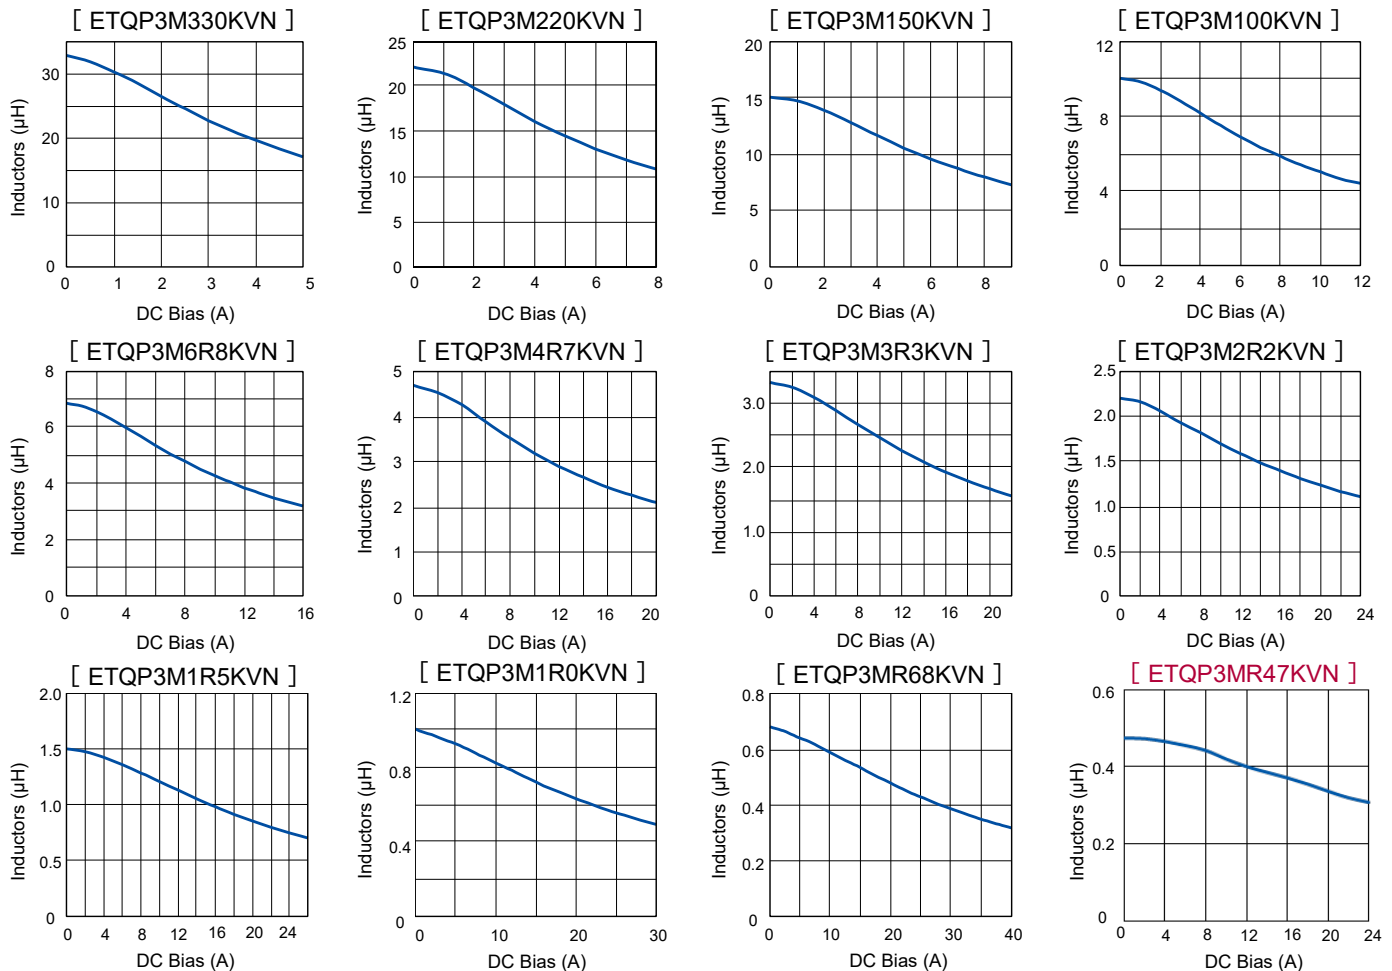 [ ETQP3M330KVN ]
Inductors (µH)
30
20
10
0
0 1 2 3 4 5
DC Bias (A)
[ ETQP3M220KVN ]
Inductors (µH)
25
20
15
10
5
0
0 2 4 6 8
DC Bias (A)
[ ETQP3M150KVN ]
Inductors (µH)
20
15
10
5
0
0 2 4 6 8
DC Bias (A)
[ ETQP3M100KVN ]
Inductors (µH)
12
8
4
0
0 2 4 6 8 10 12
DC Bias (A)
[ ETQP3M6R8KVN ]
Inductors (µH)
8
6
4
2
0
0 4 8 12 16
DC Bias (A)
[ ETQP3M4R7KVN ]
Inductors (µH)
5
4
3
2
1
0
0 4 8 12 16 20
DC Bias (A)
[ ETQP3M3R3KVN ]
Inductors (µH)
3.0
2.0
1.0
0
0 4 8 12 16 20
DC Bias (A)
[ ETQP3M2R2KVN ]
Inductors (µH)
2.5
2.0
1.5
1.0
0.5
0
0 4 8 12 16 20 24
DC Bias (A)
[ ETQP3M1R5KVN ]
Inductors (µH)
2.0
1.5
1.0
0.5
0
0 4 8 12 16 20 24
DC Bias (A)
[ ETQP3M1R0KVN ]
Inductors (µH)
1.2
0.8
0.4
0
0 10 20 30
DC Bias (A)
[ ETQP3MR68KVN ]
Inductors (µH)
0.8
0.6
0.4
0.2
0
0 10 20 30 40
DC Bias (A)
[ ETQP3MR47KVN ]
Inductors (µH)
0.6
0.4
0.2
0
0 4 8 12 16 20 24
DC Bias (A)